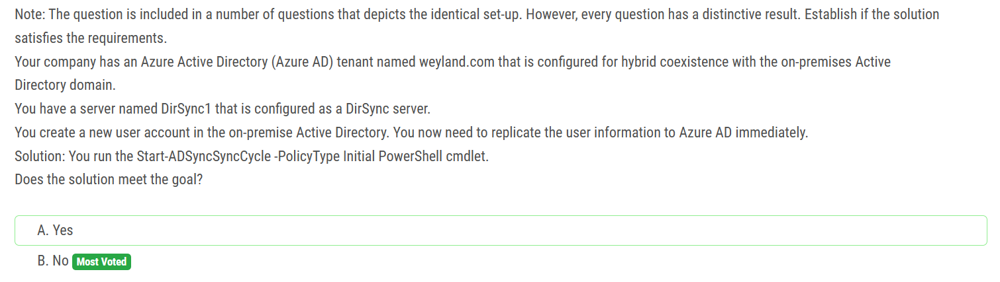 Note: The question is included in a number of questions that depicts the identical set-up. However, every question has a distinctive result. Establish if the solution
satisfies the requirements.
Your company has an Azure Active Directory (Azure AD) tenant named weyland.com that is configured for hybrid coexistence with the on-premises Active
Directory domain.
You have a server named DirSync1 that is configured as a DirSync server.
You create a new user account in the on-premise Active Directory. You now need to replicate the user information to Azure AD immediately.
Solution: You run the Start-ADSyncSyncCycle -PolicyType Initial PowerShell cmdlet.
Does the solution meet the goal?
A. Yes
B. No Most Voted